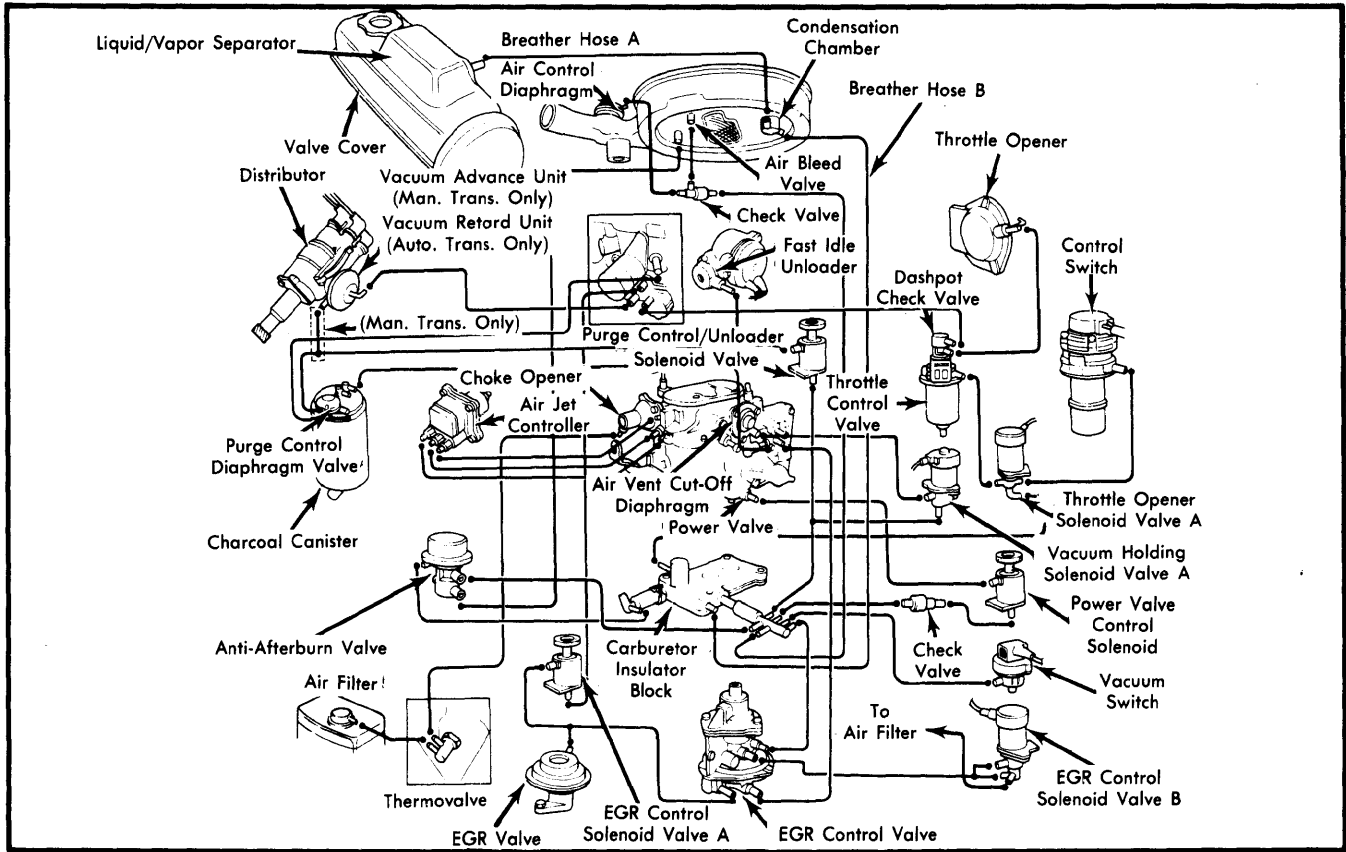 Liquid/Vapor Separator
Breather Hose A
Condensation
Chamber
Air Control
Diaphragm
Breather Hose B
Valve Cover
Throttle Opener
Distributor
Vacuum Advance Unit
(Man. Trans. Only)
Air Bleed
Valve
Vacuum Retard Unit
(Auto. Trans. Only)
Check Valve
Fast Idle
Unloader
Control
Switch
Dashpot
Check Valve
(Man. Trans. Only)
Purge Control/Unloader
Solenoid Valve
Choke Opener
Air Jet
Controller
Throttle
Control
Valve
Purge Control
Diaphragm Valve
Air Vent Cut-Off
Diaphragm
Throttle Opener
Solenoid Valve A
Power Valve
Charcoal Canister
Vacuum Holding
Solenoid Valve A
Anti-Afterburn Valve
Carburetor
Insulator
Block
Check
Valve
Power Valve
Control
Solenoid
Air Filter
Vacuum
Switch
To
Air Filter
Thermovalve
EGR Valve
EGR Control
Solenoid Valve A
EGR Control Valve
EGR Control
Solenoid Valve B